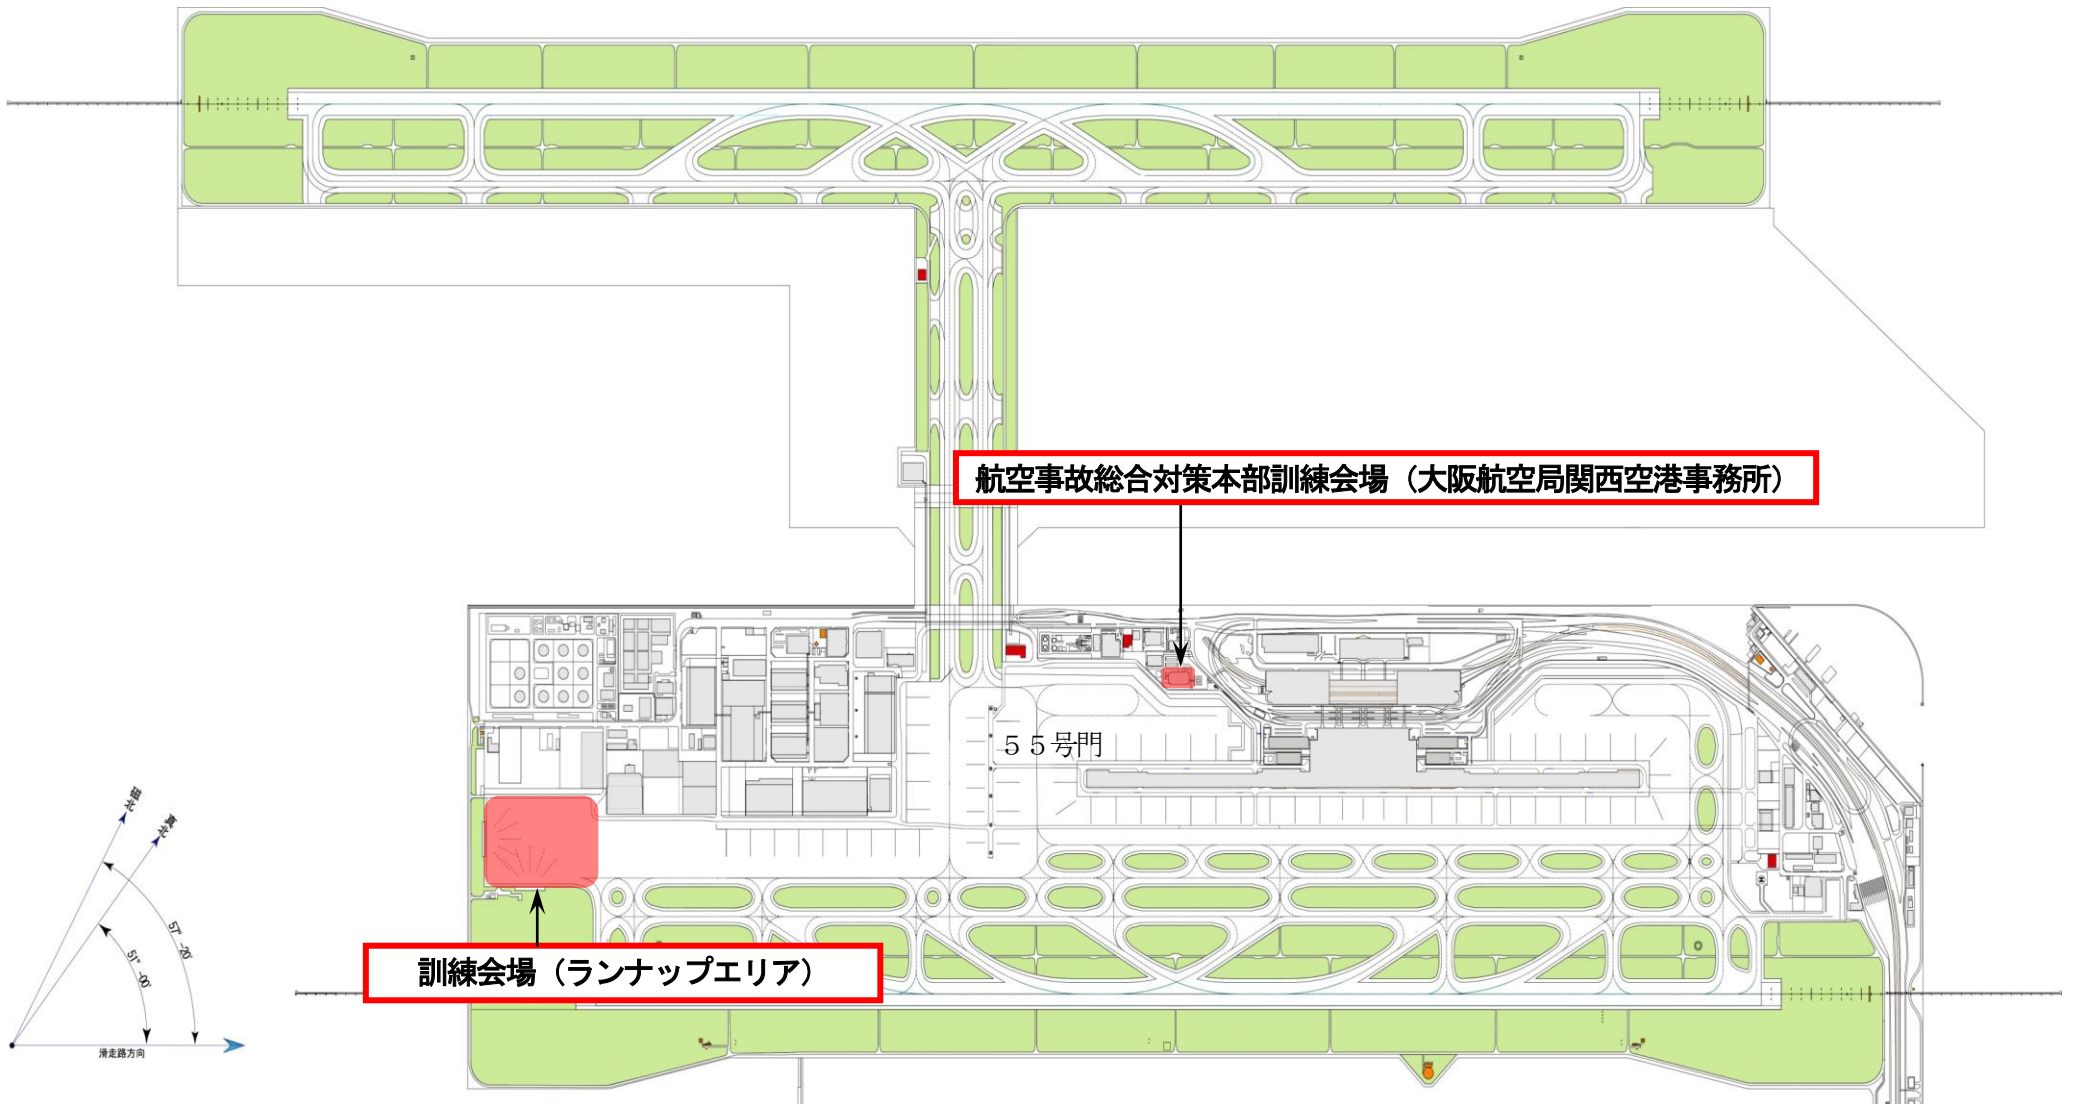 航空事故総合対策本部訓練会場（大阪航空局関西空港事務所）
５５号門
磁北
真北
57° -20′
51° -00′
訓練会場（ランナップエリア）
滑走路方向